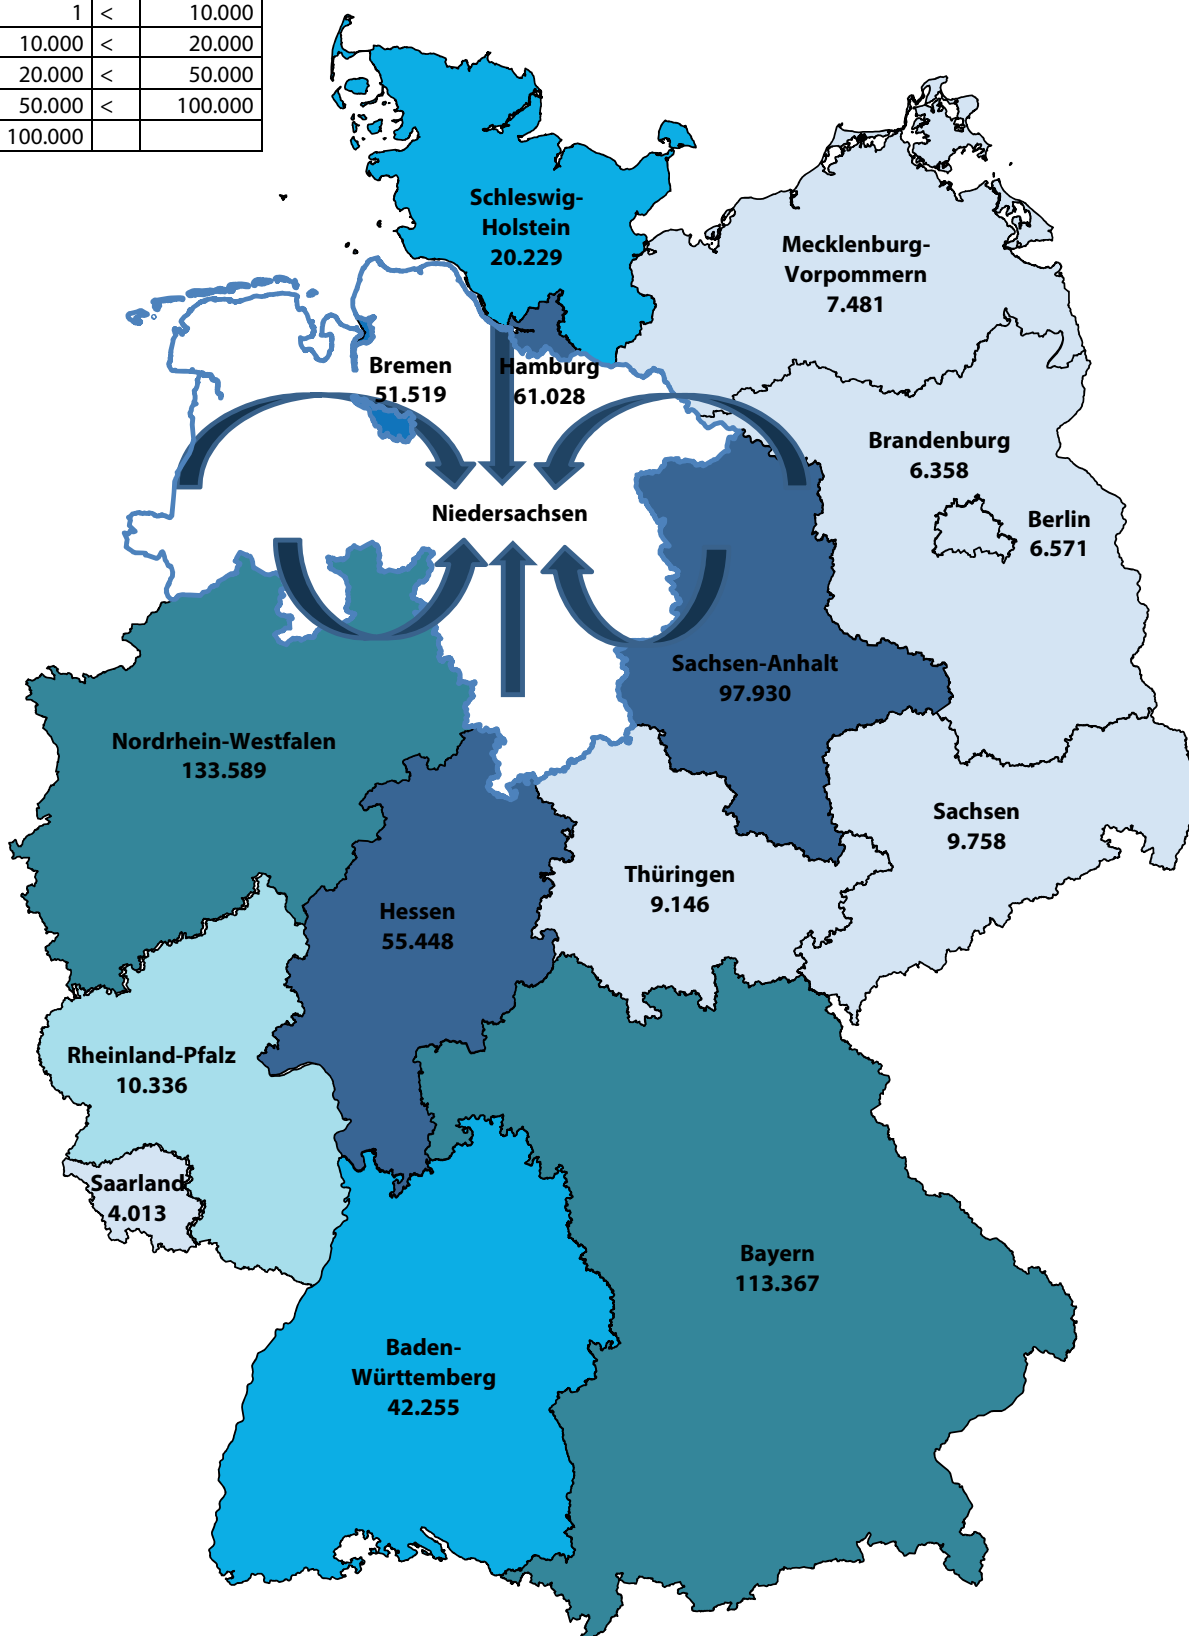 1 < 10.000
10.000 < 20.000
20.000 < 50.000
50.000 < 100.000
100.000
Schleswig-
Holstein
20.229
Mecklenburg-
Vorpommern
7.481
Bremen
51.519
Hamburg
61.028
Brandenburg
6.358
Berlin
6.571
Niedersachsen
Sachsen-Anhalt
97.930
Nordrhein-Westfalen
133.589
Sachsen
9.758
Thüringen
9.146
Hessen
55.448
Rheinland-Pfalz
10.336
Saarland
4.013
Bayern
113.367
Baden-
Württemberg
42.255